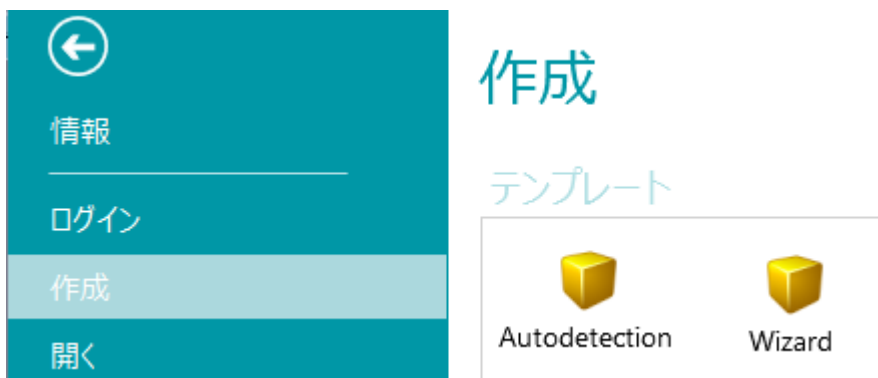 情報
ログイン
作成
開く
作成
テンプレート
Autodetection
Wizard